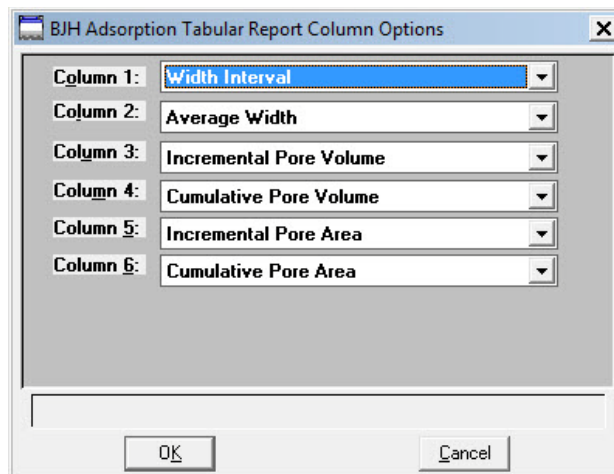 BJH Adsorption Tabular Report Column Options
Column 1: Width Interval
Column 2: Average Width
Column 3: Incremental Pore Volume
Column 4: Cumulative Pore Volume
Column 5: Incremental Pore Area
Column 6: Cumulative Pore Area
OK Cancel